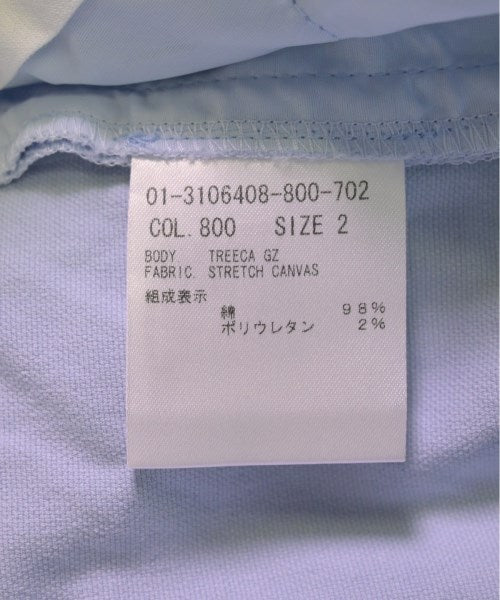 01-3106408-800-702
COL. 800 SIZE 2
BODY TREECA GZ
FABRIC STRETCH CANVAS
組成表示
綿 98%
ポリウレタン 2%